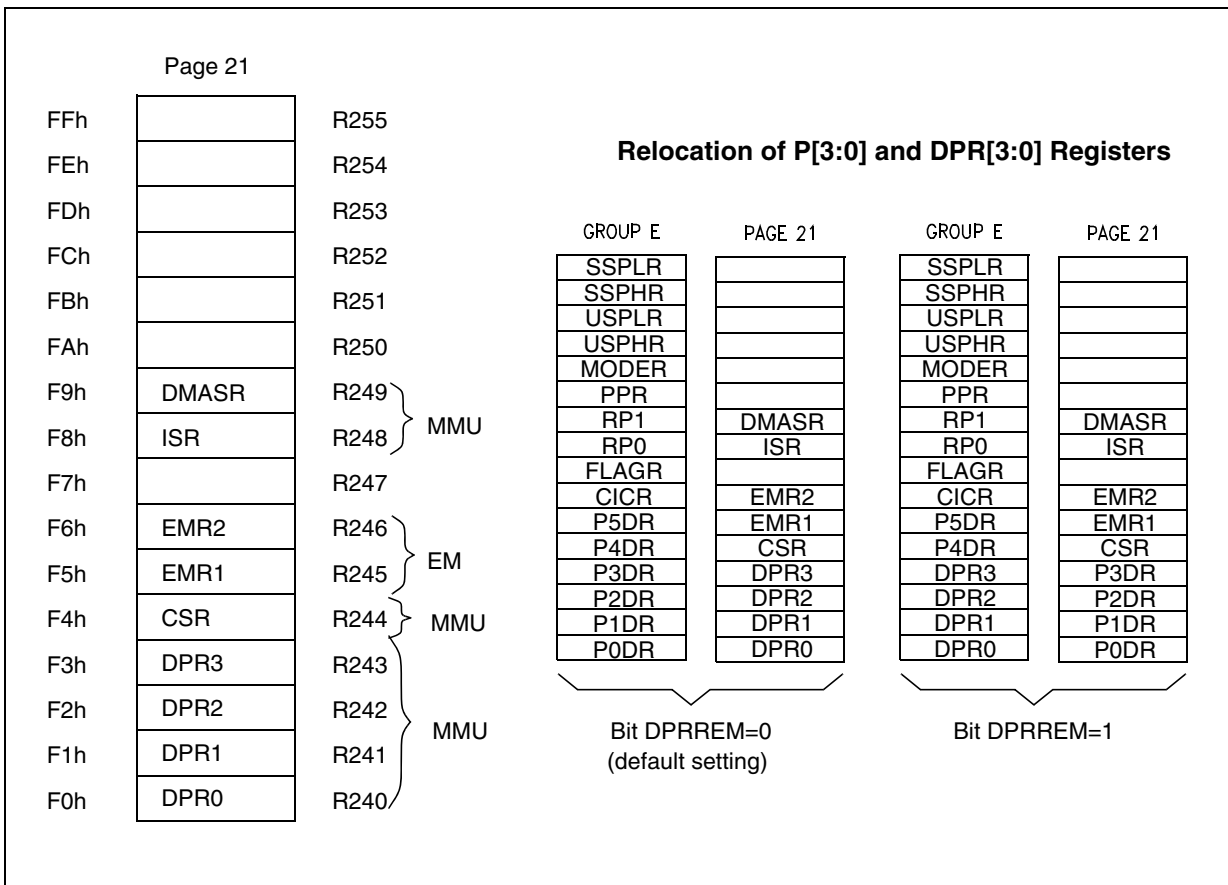 Page 21
FFh R255
FEh R254
FDh R253
FCh R252
FBh R251
FAh R250
F9h DMASR R249
F8h ISR R248
MMU
F7h R247
F6h EMR2 R246
F5h EMR1 R245
EM
F4h CSR R244 MMU
F3h DPR3 R243
F2h DPR2 R242
F1h DPR1 R241
F0h DPR0 R240
MMU
Relocation of P[3:0] and DPR[3:0] Registers
GROUP E PAGE 21 GROUP E PAGE 21
SSPLR SSPLR
SSPHR SSPHR
USPLR USPLR
USPHR USPHR
MODER MODER
PPR PPR
RP1 DMASR RP1 DMASR
RP0 ISR RP0 ISR
FLAGR FLAGR
CICR EMR2 CICR EMR2
P5DR EMR1 P5DR EMR1
P4DR CSR P4DR CSR
P3DR DPR3 DPR3 P3DR
P2DR DPR2 DPR2 P2DR
P1DR DPR1 DPR1 P1DR
P0DR DPR0 DPR0 P0DR
Bit DPRREM=0 Bit DPRREM=1
(default setting)